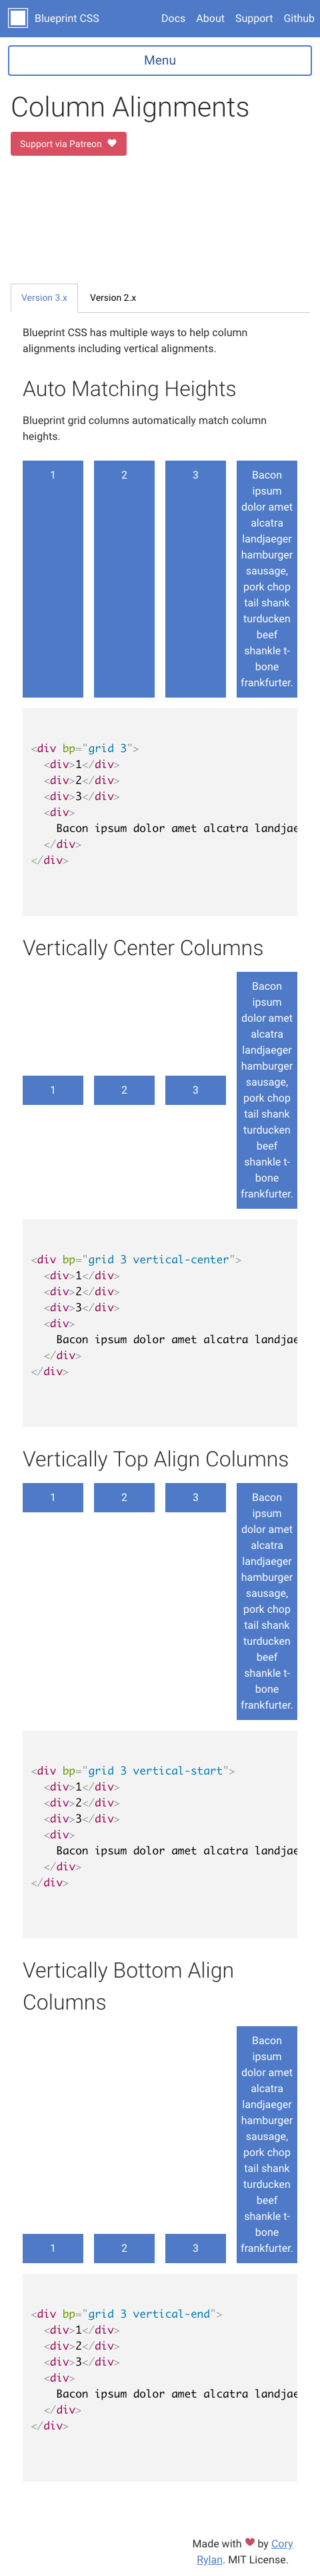 Blueprint CSS Docs About Support Github
Menu
Column Alignments
Support via Patreon
Version 3.x Version 2.x
Blueprint CSS has multiple ways to help column
alignments including vertical alignments.
Auto Matching Heights
Blueprint grid columns automatically match column
heights.
1 2 3
Bacon
ipsum
dolor amet
alcatra
landjaeger
hamburger
sausage,
pork chop
tail shank
turducken
beef
shankle t-
bone
frankfurter.
<div bp="grid 3">
<div>1</div>
<div>2</div>
<div>3</div>
<div>
Bacon ipsum dolor amet alcatra landjae
</div>
</div>
Vertically Center Columns
1 2 3
Bacon
ipsum
dolor amet
alcatra
landjaeger
hamburger
sausage,
pork chop
tail shank
turducken
beef
shankle t-
bone
frankfurter.
<div bp="grid 3 vertical-center">
<div>1</div>
<div>2</div>
<div>3</div>
<div>
Bacon ipsum dolor amet alcatra landjae
</div>
</div>
Vertically Top Align Columns
1 2 3
Bacon
ipsum
dolor amet
alcatra
landjaeger
hamburger
sausage,
pork chop
tail shank
turducken
beef
shankle t-
bone
frankfurter.
<div bp="grid 3 vertical-start">
<div>1</div>
<div>2</div>
<div>3</div>
<div>
Bacon ipsum dolor amet alcatra landjae
</div>
</div>
Vertically Bottom Align
Columns
1 2 3
Bacon
ipsum
dolor amet
alcatra
landjaeger
hamburger
sausage,
pork chop
tail shank
turducken
beef
shankle t-
bone
frankfurter.
<div bp="grid 3 vertical-end">
<div>1</div>
<div>2</div>
<div>3</div>
<div>
Bacon ipsum dolor amet alcatra landjae
</div>
</div>
Made with ♥ by Cory
Rylan. MIT License.